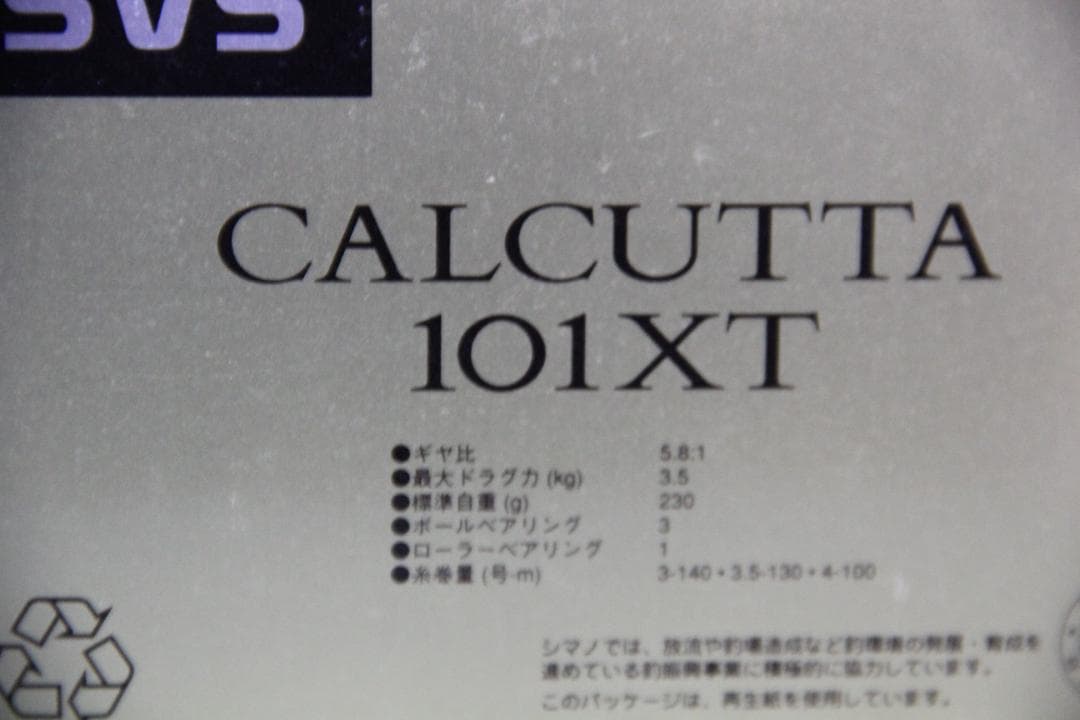 SVS
CALCUTTA
101XT
●ギヤ比 5.8:1
●最大ドラグ力 (kg) 3.5
●標準自重 (g) 230
●ボールベアリング 3
●ローラーベアリング 1
●糸巻量 (号-m) 3-140・3.5-130・4-100
シマノでは、放流や釣場造成など釣環境の発展・育成を
進めている釣振興事業に積極的に協力しています。
このパッケージは、再生紙を使用しています。